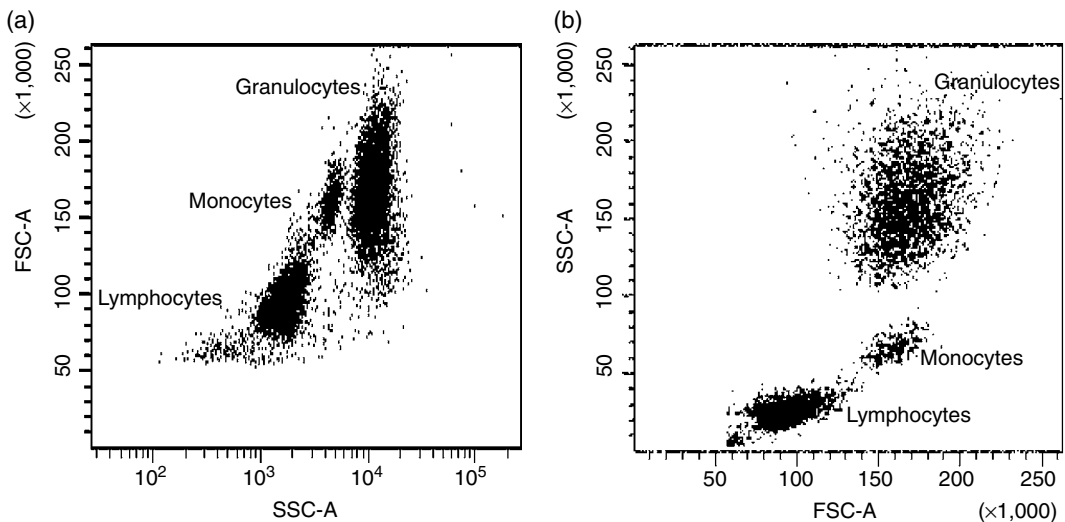 (a)
(×1,000)
FSC-A
250
200
150
100
50
Granulocytes
Monocytes
Lymphocytes
10²
10³
10⁴
10⁵
SSC-A
(b)
(×1,000)
SSC-A
250
200
150
100
50
Granulocytes
Monocytes
Lymphocytes
50 100 150 200 250
FSC-A (×1,000)